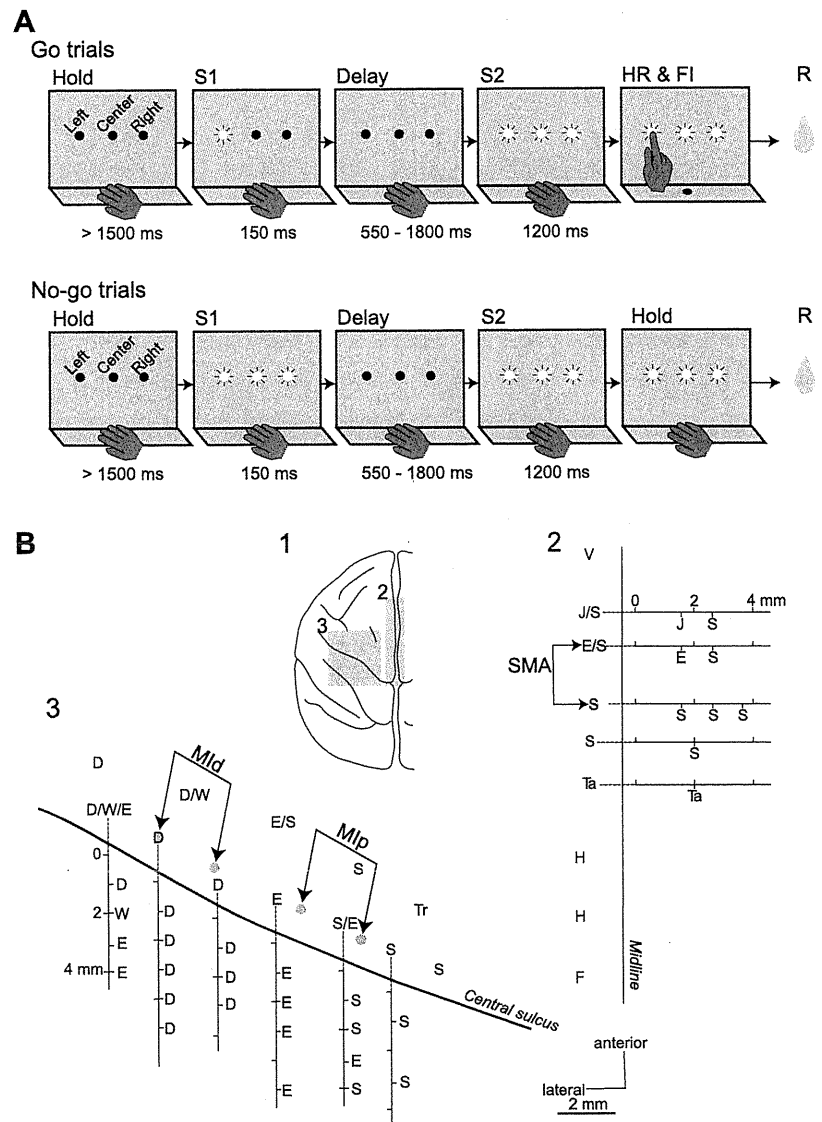 A
Go trials
Hold S1 Delay S2 HR & FI R
Left Center Right
> 1500 ms 150 ms 550 - 1800 ms 1200 ms
No-go trials
Hold S1 Delay S2 Hold R
Left Center Right
> 1500 ms 150 ms 550 - 1800 ms 1200 ms
B
1
2
3
2
V
0 2 4 mm
J/S
J S
E/S
E S
SMA
S
S S S
S
S
Ta
Ta
H
H
F
Midline
anterior
lateral
2 mm
3
D
MId
D/W
D/W/E
E/S
MIp
D
S
0
D
D
E
Tr
D
2
W
D
S/E
S
S
E
D
D
E
S
4 mm
E
D
D
E
S
S
D
D
E
E
S
D
E
S
Central sulcus